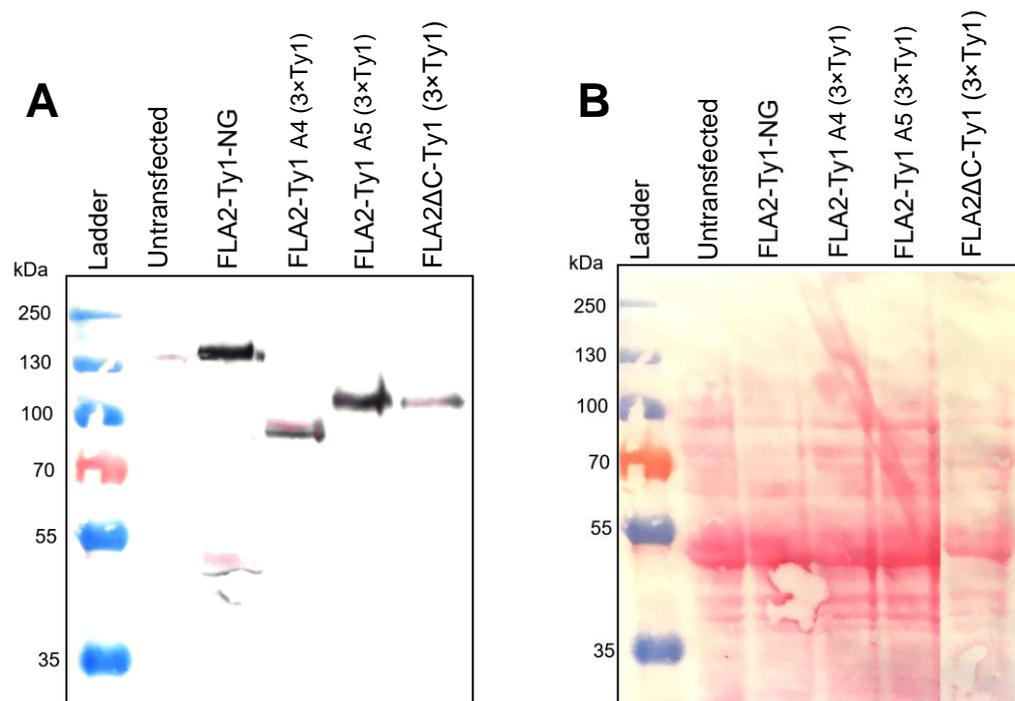 A
Ladder
Untransfected
FLA2-Ty1-NG
FLA2-Ty1 A4 (3×Ty1)
FLA2-Ty1 A5 (3×Ty1)
FLA2ΔC-Ty1 (3×Ty1)
kDa
250
130
100
70
55
35
B
Ladder
Untransfected
FLA2-Ty1-NG
FLA2-Ty1 A4 (3×Ty1)
FLA2-Ty1 A5 (3×Ty1)
FLA2ΔC-Ty1 (3×Ty1)
kDa
250
130
100
70
55
35